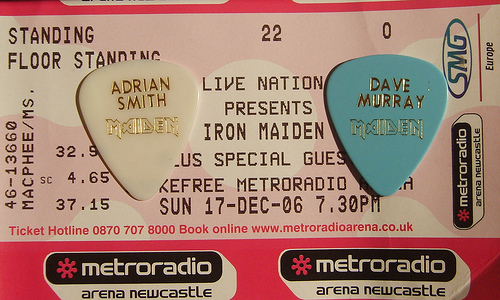 STANDING 22 0
FLOOR STANDING
ADRIAN
SMITH
MAIDEN
DAVE
MURRAY
MAIDEN
LIVE NATION
PRESENTS
IRON MAIDEN
LUS SPECIAL GUES
KEFREE METRORADIO A
SUN 17-DEC-06 7.30PM
46-13660
MACPHEE/MS.
32.5
SC 4.65
37.15
SMG
Europe
metroradio
arena newcastle
Ticket Hotline 0870 707 8000 Book online www.metroradioarena.co.uk
metroradio metroradio
arena newcastle arena newcastle